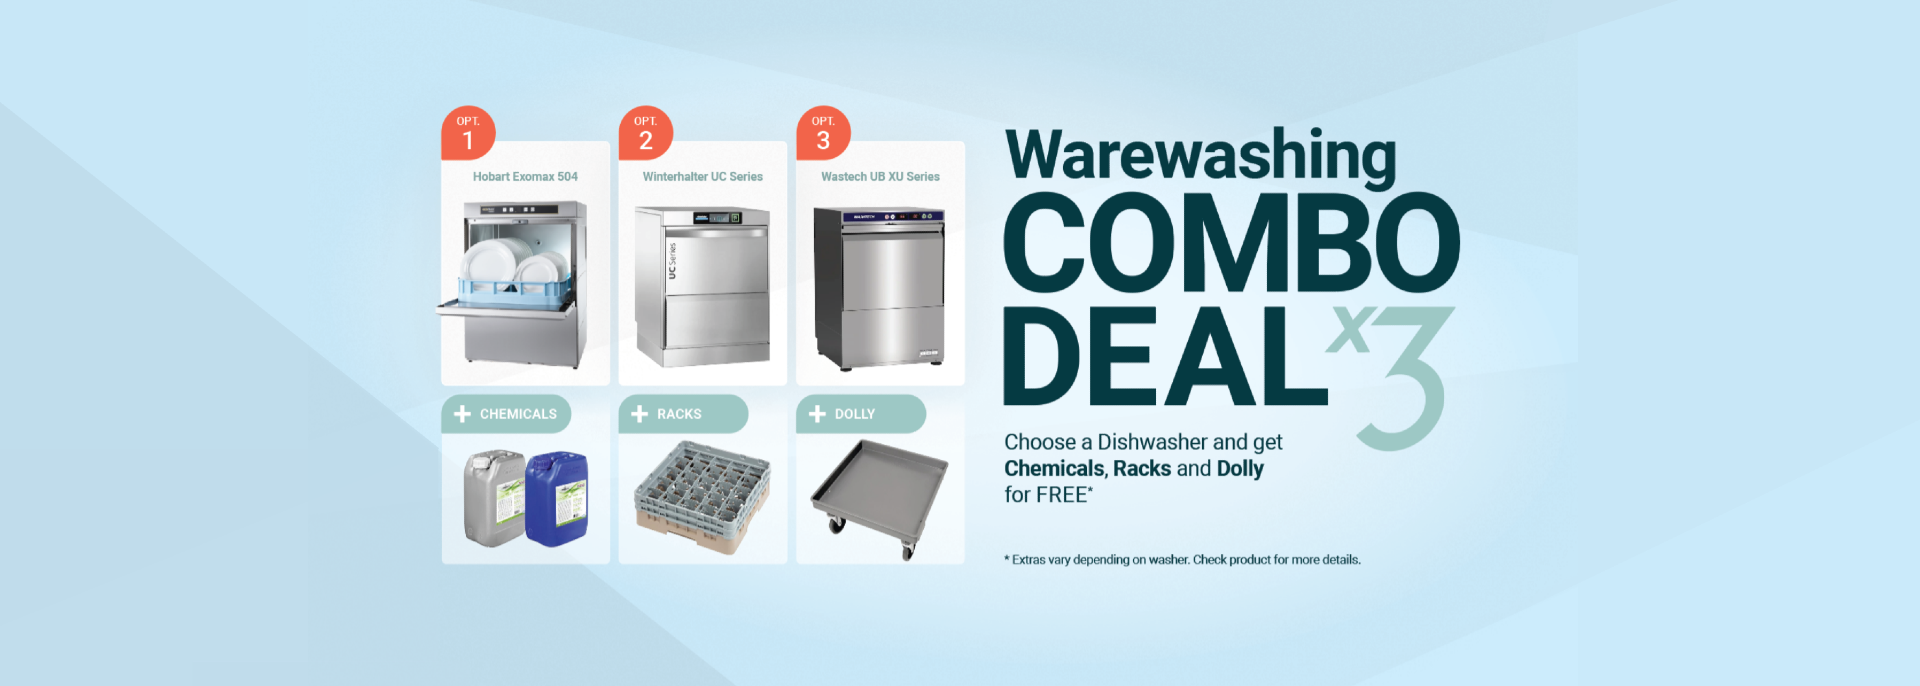 OPT.
1
Hobart Exomax 504
OPT.
2
Winterhalter UC Series
UC Series
OPT.
3
Wastech UB XU Series
+ CHEMICALS
+ RACKS
+ DOLLY
Warewashing
COMBO
DEAL x3
Choose a Dishwasher and get
Chemicals, Racks and Dolly
for FREE*
* Extras vary depending on washer. Check product for more details.